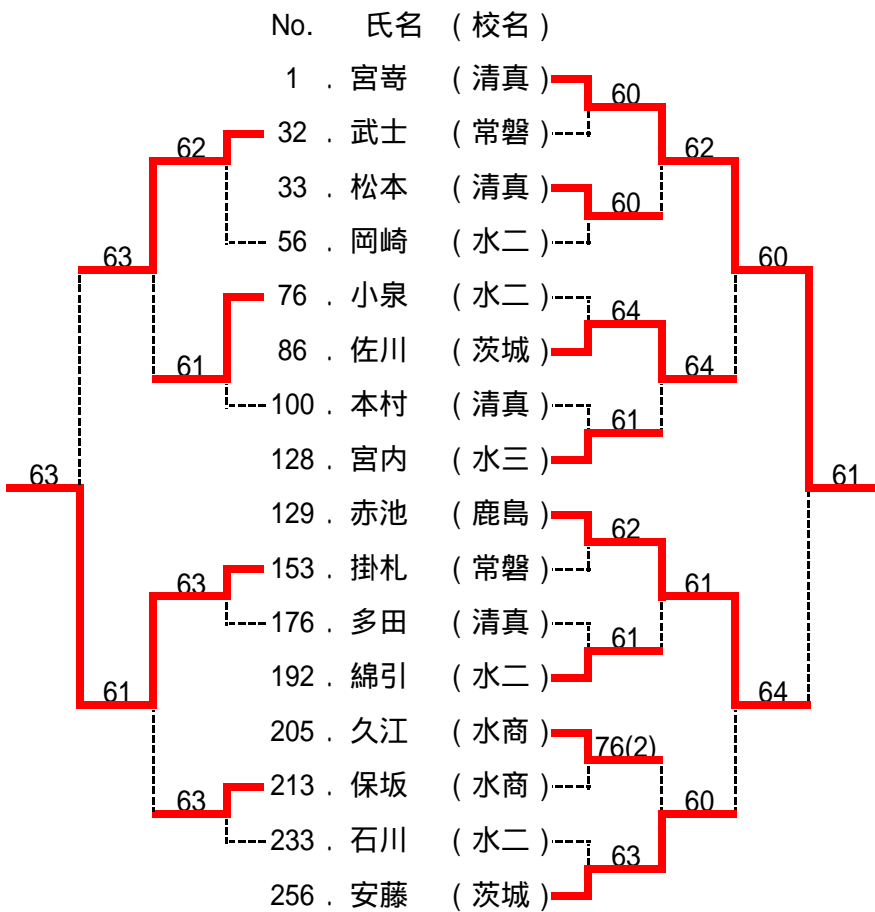 No. 氏名 (校名)
1 . 宮嵜 (清真) 60
62 32 . 武士 (常磐) 62
33 . 松本 (清真) 60
63 56 . 岡崎 (水二) 60
76 . 小泉 (水二) 64
61 86 . 佐川 (茨城) 64
100 . 本村 (清真) 61
63 128 . 宮内 (水三) 61
129 . 赤池 (鹿島) 62
63 153 . 掛札 (常磐) 61
176 . 多田 (清真) 61
61 192 . 綿引 (水二) 64
205 . 久江 (水商) 76(2)
63 213 . 保坂 (水商) 60
233 . 石川 (水二) 63
256 . 安藤 (茨城)